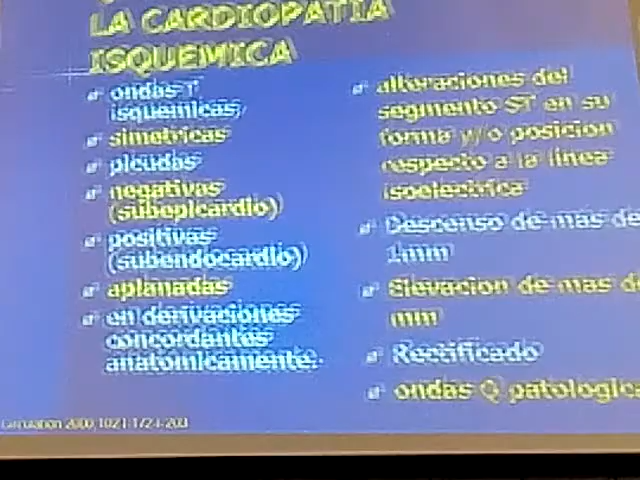 LA CARDIOPATIA
ISQUEMICA
ondas T
isquemicas,
simetricas
picudas
negativas
(subepicardio)
positivas
(subendocardio)
aplanadas
en derivaciones
concordantes
anatomicamente.
alteraciones del
segmento ST en su
forma y/o posicion
respecto a la linea
isoelectrica
Descenso de mas de
1mm
Elevacion de mas d
mm
Rectificado
ondas Q patologica
Circulation 2000